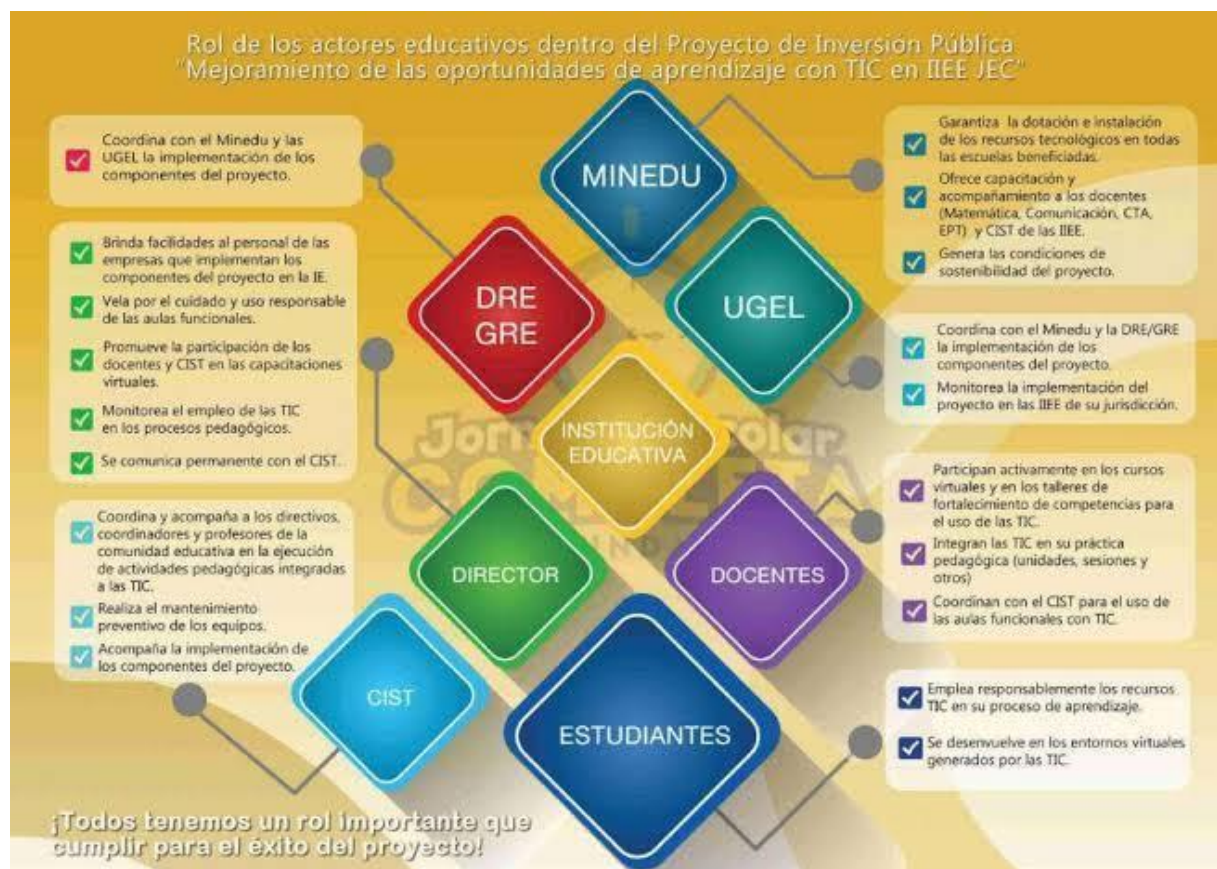 Rol de los actores educativos dentro del Proyecto de Inversión Pública
"Mejoramiento de las oportunidades de aprendizaje con TIC en IIEE JEC"
Coordina con el Minedu y las
UGEL la implementación de los
componentes del proyecto.
Brinda facilidades al personal de las
empresas que implementan los
componentes del proyecto en la IE.
Vela por el cuidado y uso responsable
de las aulas funcionales.
Promueve la participación de los
docentes y CIST en las capacitaciones
virtuales.
Monitorea el empleo de las TIC
en los procesos pedagógicos.
Se comunica permanente con el CIST.
Coordina y acompaña a los directivos,
coordinadores y profesores de la
comunidad educativa en la ejecución
de actividades pedagógicas integradas
a las TIC.
Realiza el mantenimiento
preventivo de los equipos.
Acompaña la implementación de
los componentes del proyecto.
MINEDU
DRE
GRE
UGEL
INSTITUCIÓN
EDUCATIVA
DIRECTOR
DOCENTES
CIST
ESTUDIANTES
Garantiza la dotación e instalación
de los recursos tecnológicos en todas
las escuelas beneficiadas.
Ofrece capacitación y
acompañamiento a los docentes
(Matemática, Comunicación, CTA,
EPT) y CIST de las IIEE.
Genera las condiciones de
sostenibilidad del proyecto.
Coordina con el Minedu y la DRE/GRE
la implementación de los
componentes del proyecto.
Monitorea la implementación del
proyecto en las IIEE de su jurisdicción.
Participan activamente en los cursos
virtuales y en los talleres de
fortalecimiento de competencias para
el uso de las TIC.
Integran las TIC en su práctica
pedagógica (unidades, sesiones y
otros)
Coordinan con el CIST para el uso de
las aulas funcionales con TIC.
Emplea responsablemente los recursos
TIC en su proceso de aprendizaje.
Se desenvuelve en los entornos virtuales
generados por las TIC.
¡Todos tenemos un rol importante que
cumplir para el éxito del proyecto!